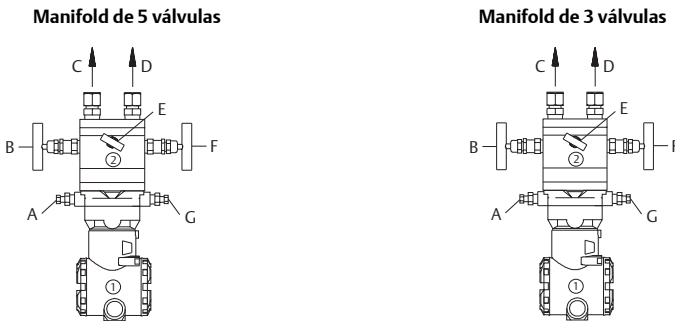 Manifold de 5 válvulas
Manifold de 3 válvulas
C D
E
B F
2
A G
1
C D
E
B F
2
A G
1